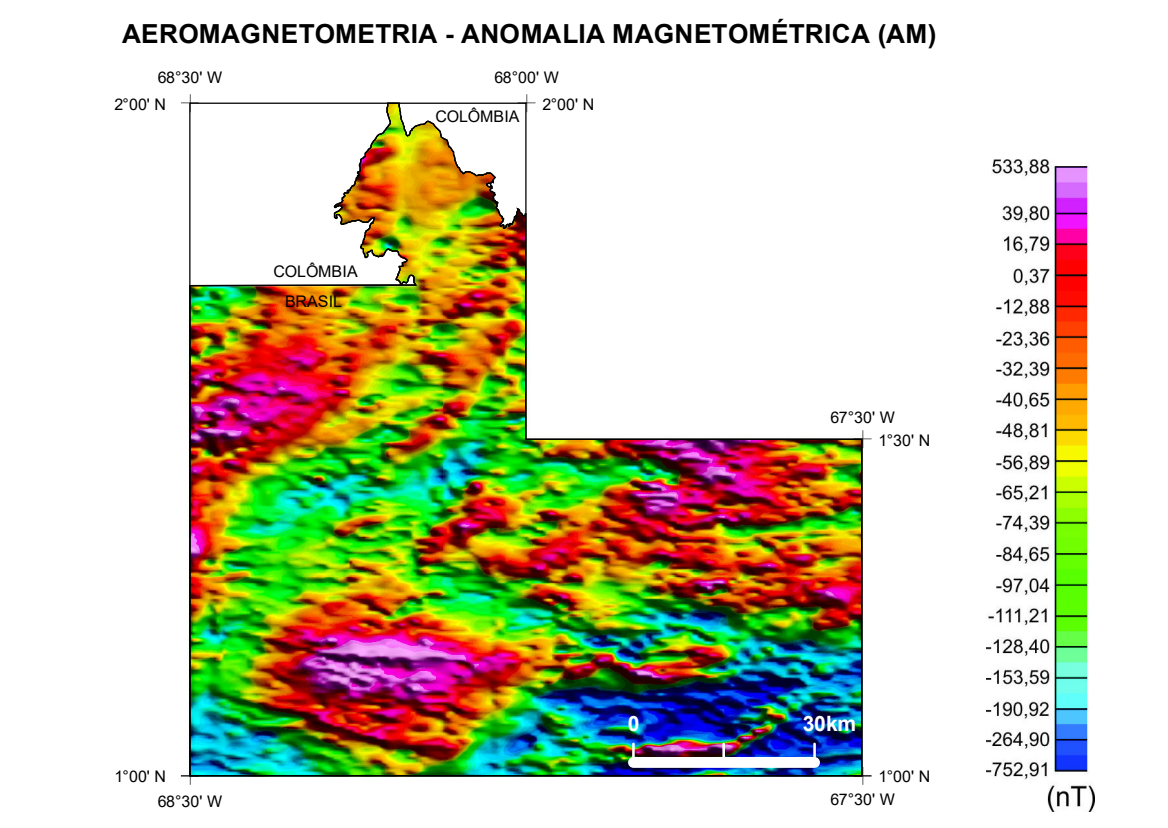 AEROMAGNETOMETRIA - ANOMALIA MAGNETOMÉTRICA (AM)
68°30' W
68°00' W
2°00' N
2°00' N
COLÔMBIA
COLÔMBIA
BRASIL
67°30' W
1°30' N
0
30km
1°00' N
1°00' N
68°30' W
67°30' W
533,88
39,80
16,79
0,37
-12,88
-23,36
-32,39
-40,65
-48,81
-56,89
-65,21
-74,39
-84,65
-97,04
-111,21
-128,40
-153,59
-190,92
-264,90
-752,91
(nT)